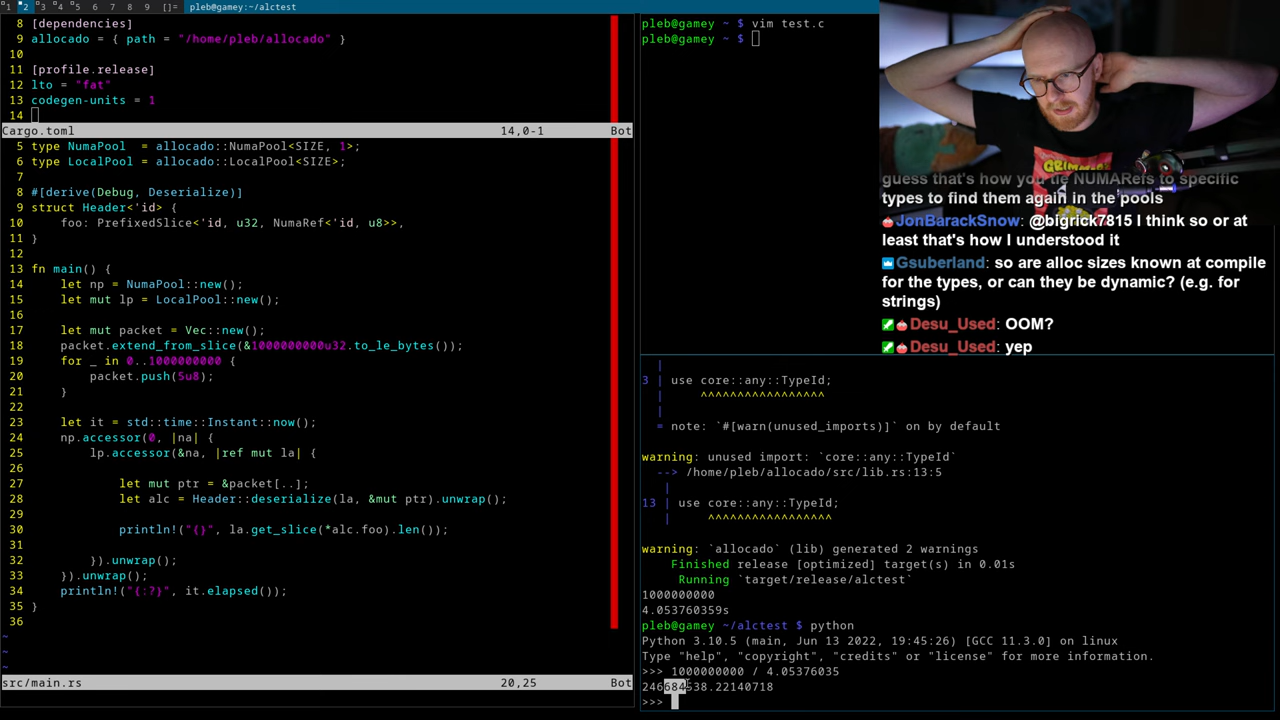 1 2 3 4 5 6 7 8 9 []= pleb@gamey:~/alctest
8 [dependencies]
9 allocado = { path = "/home/pleb/allocado" }
10
11 [profile.release]
12 lto = "fat"
13 codegen-units = 1
14
Cargo.toml 14,0-1 Bot
5 type NumaPool = allocado::NumaPool<SIZE, 1>;
6 type LocalPool = allocado::LocalPool<SIZE>;
7
8 #[derive(Debug, Deserialize)]
9 struct Header<'id> {
10 foo: PrefixedSlice<'id, u32, NumaRef<'id, u8>>,
11 }
12
13 fn main() {
14 let np = NumaPool::new();
15 let mut lp = LocalPool::new();
16
17 let mut packet = Vec::new();
18 packet.extend_from_slice(&1000000000u32.to_le_bytes());
19 for _ in 0..1000000000 {
20 packet.push(5u8);
21 }
22
23 let it = std::time::Instant::now();
24 np.accessor(0, |na| {
25 lp.accessor(&na, |ref mut la| {
26
27 let mut ptr = &packet[..];
28 let alc = Header::deserialize(la, &mut ptr).unwrap();
29
30 println!("{}", la.get_slice(*alc.foo).len());
31
32 }).unwrap();
33 }).unwrap();
34 println!("{:?}", it.elapsed());
35 }
36
~
~
~
src/main.rs 20,25 Bot
pleb@gamey ~ $ vim test.c
pleb@gamey ~ $
guess that's how you tie NUMARefs to specific
types to find them again in the pools
JonBarackSnow: @bigrick7815 I think so or at
least that's how I understood it
Gsuberland: so are alloc sizes known at compile
for the types, or can they be dynamic? (e.g. for
strings)
Desu_Used: OOM?
Desu_Used: yep
|
3 | use core::any::TypeId;
| ^^^^^^^^^^^^^^^^^
|
= note: `#[warn(unused_imports)]` on by default
warning: unused import: `core::any::TypeId`
--> /home/pleb/allocado/src/lib.rs:13:5
|
13 | use core::any::TypeId;
| ^^^^^^^^^^^^^^^^^
warning: `allocado` (lib) generated 2 warnings
Finished release [optimized] target(s) in 0.01s
Running `target/release/alctest`
1000000000
4.053760359s
pleb@gamey ~/alctest $ python
Python 3.10.5 (main, Jun 13 2022, 19:45:26) [GCC 11.3.0] on linux
Type "help", "copyright", "credits" or "license" for more information.
>>> 1000000000 / 4.05376035
246684538.22140718
>>>